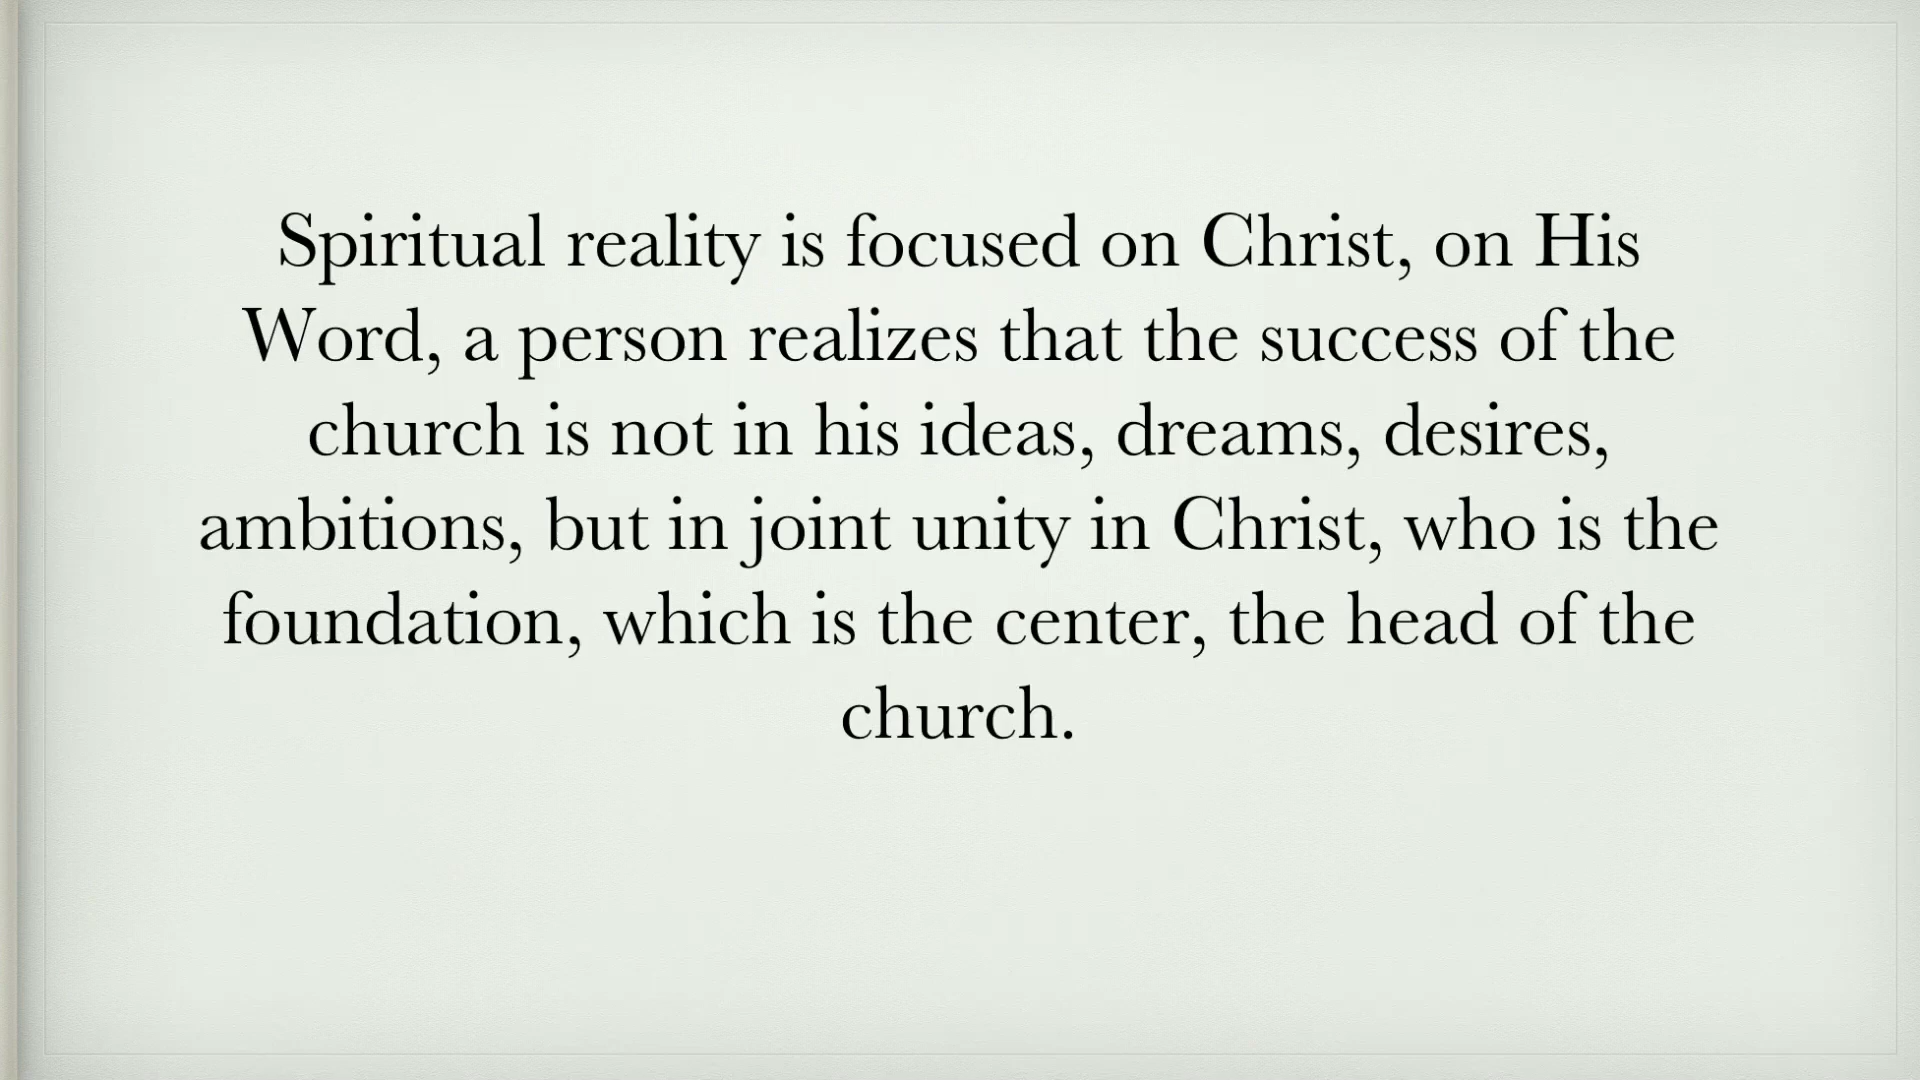 Spiritual reality is focused on Christ, on His
Word, a person realizes that the success of the
church is not in his ideas, dreams, desires,
ambitions, but in joint unity in Christ, who is the
foundation, which is the center, the head of the
church.